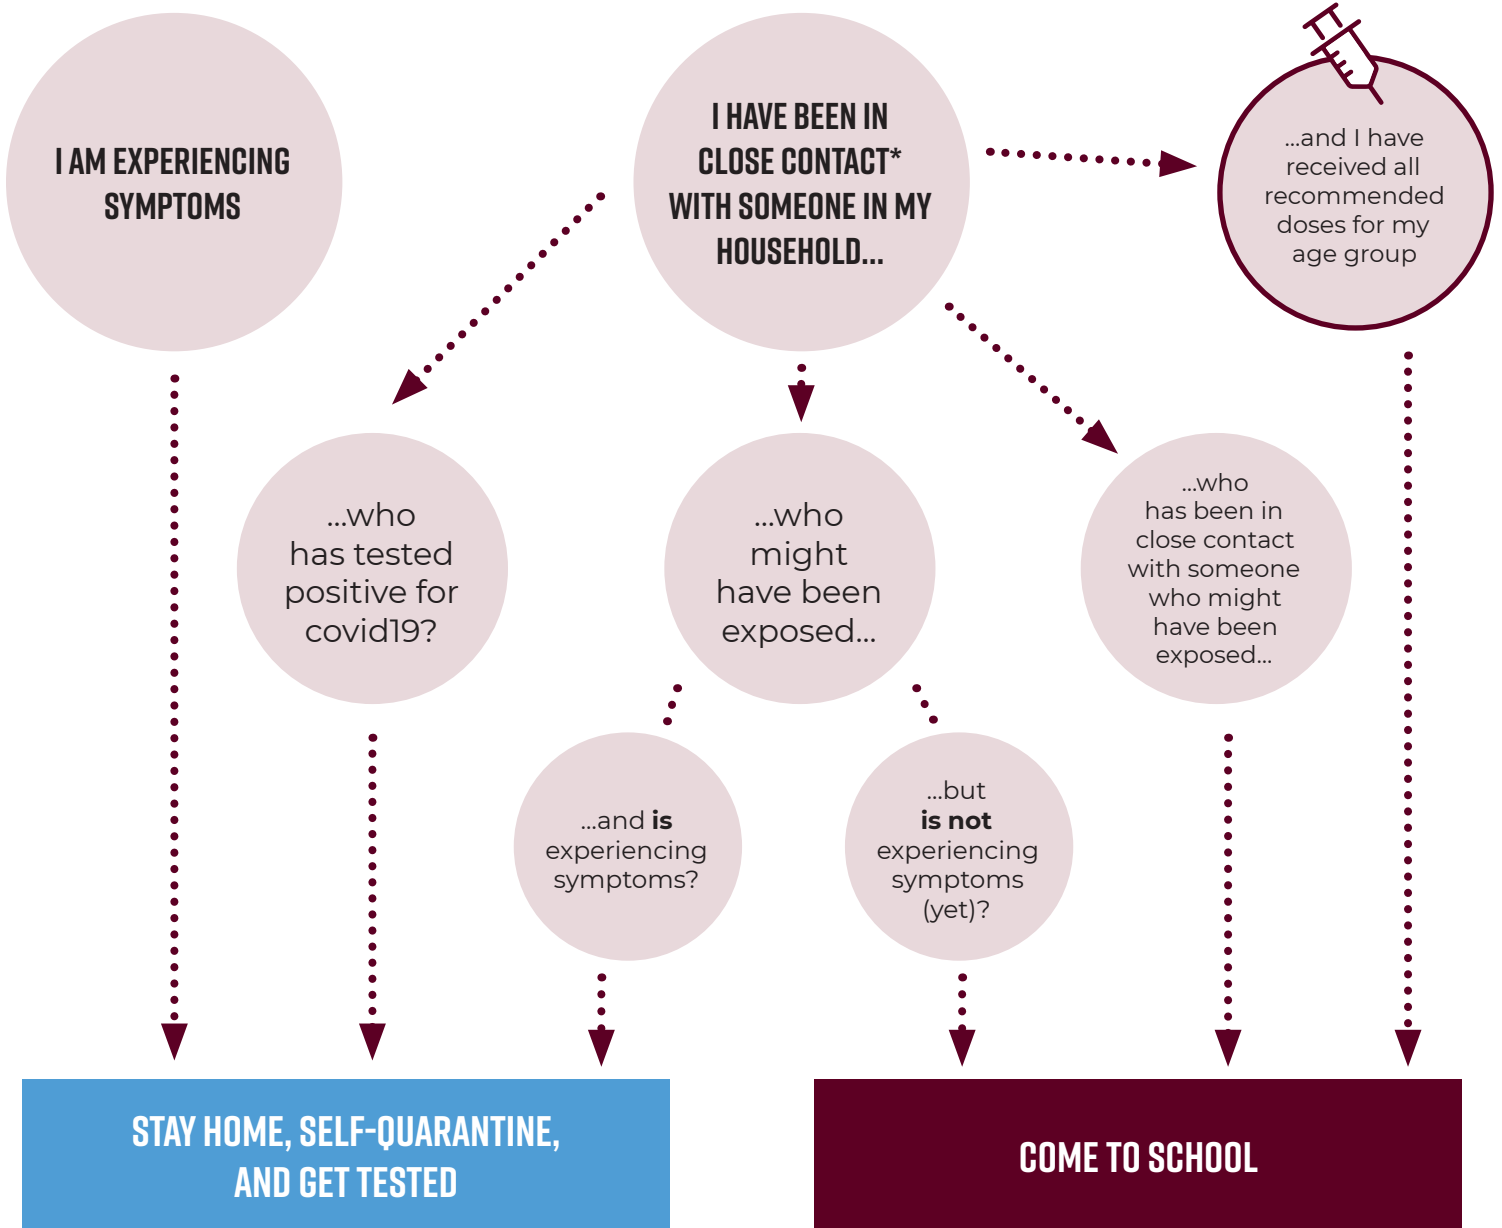 I AM EXPERIENCING
SYMPTOMS
I HAVE BEEN IN
CLOSE CONTACT*
WITH SOMEONE IN MY
HOUSEHOLD...
...and I have
received all
recommended
doses for my
age group
...who
has tested
positive for
covid19?
...who
might
have been
exposed...
...who
has been in
close contact
with someone
who might
have been
exposed...
...and is
experiencing
symptoms?
...but
is not
experiencing
symptoms
(yet)?
STAY HOME, SELF-QUARANTINE,
AND GET TESTED
COME TO SCHOOL